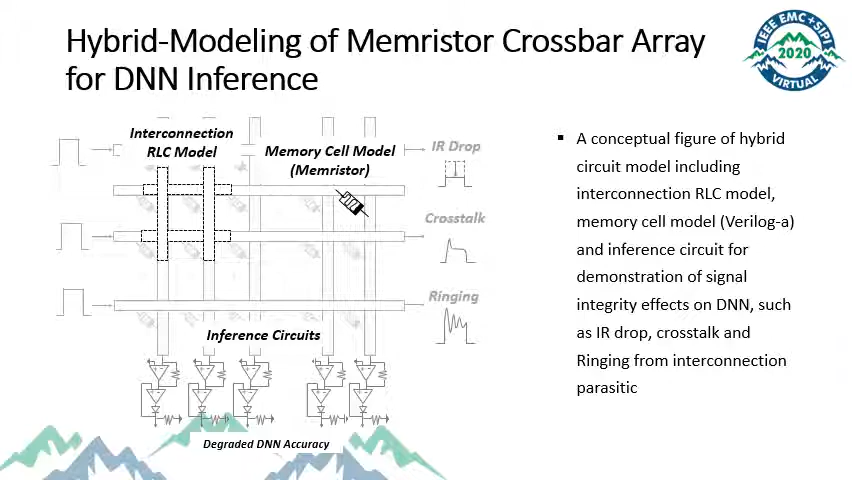 Hybrid-Modeling of Memristor Crossbar Array
for DNN Inference
IEEE EMC+SIPI
2020
VIRTUAL
Interconnection
RLC Model
Memory Cell Model
(Memristor)
IR Drop
Crosstalk
Ringing
Inference Circuits
Degraded DNN Accuracy
▪ A conceptual figure of hybrid
circuit model including
interconnection RLC model,
memory cell model (Verilog-a)
and inference circuit for
demonstration of signal
integrity effects on DNN, such
as IR drop, crosstalk and
Ringing from interconnection
parasitic